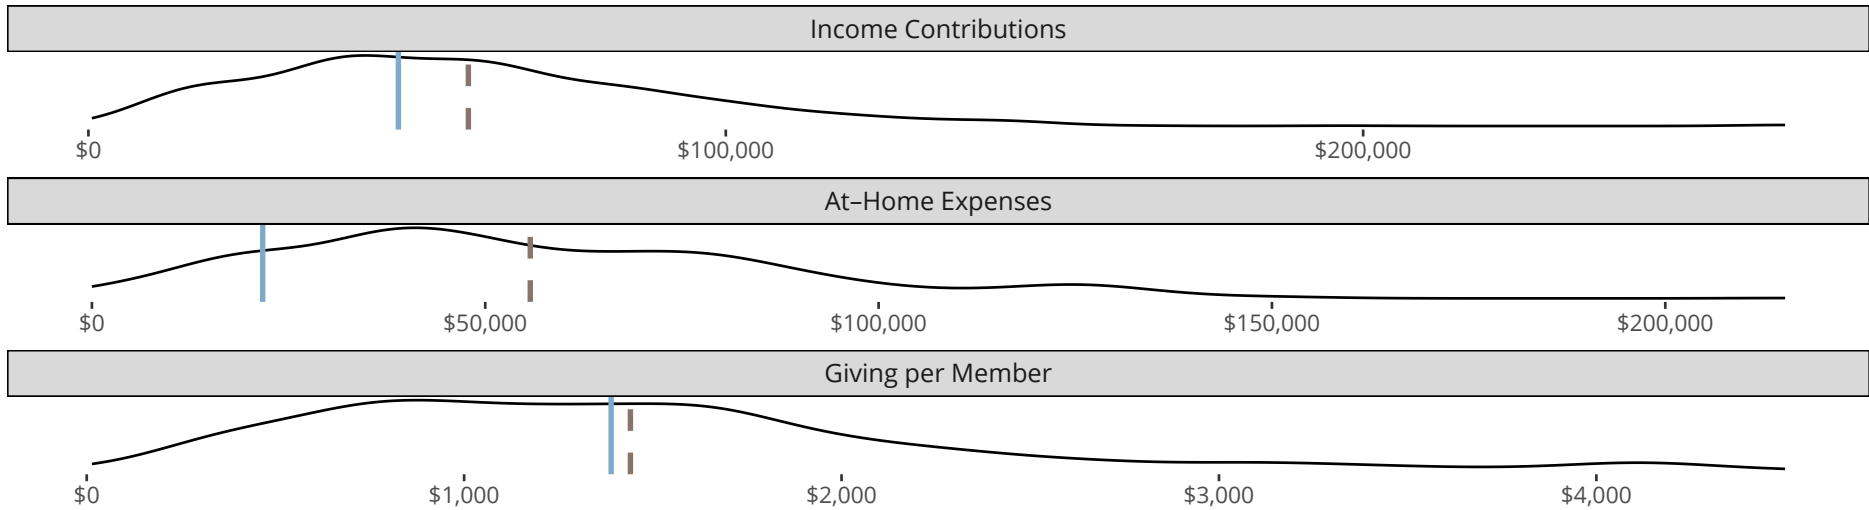 Income Contributions
$0 $100,000 $200,000
At–Home Expenses
$0 $50,000 $100,000 $150,000 $200,000
Giving per Member
$0 $1,000 $2,000 $3,000 $4,000